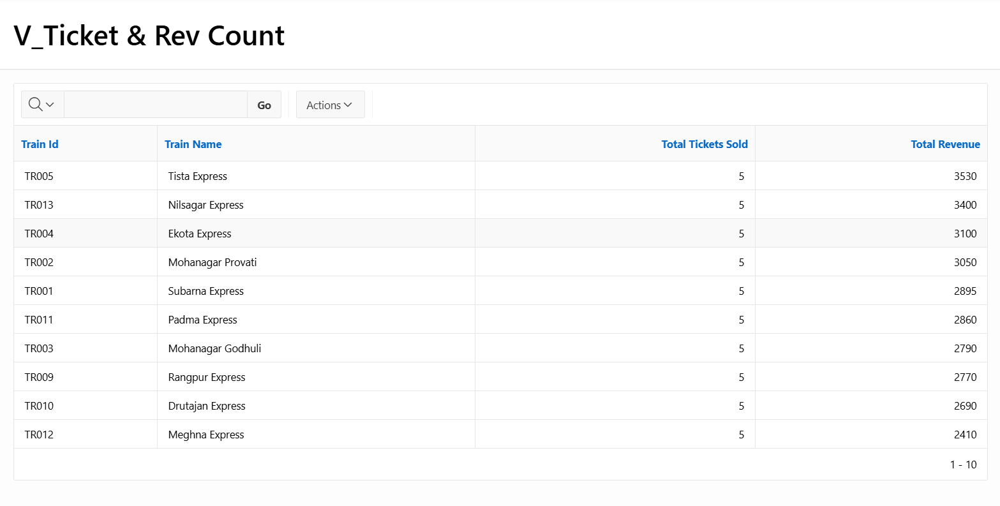 V_Ticket & Rev Count
Go Actions
Train Id Train Name Total Tickets Sold Total Revenue
TR005 Tista Express 5 3530
TR013 Nilsagar Express 5 3400
TR004 Ekota Express 5 3100
TR002 Mohanagar Provati 5 3050
TR001 Subarna Express 5 2895
TR011 Padma Express 5 2860
TR003 Mohanagar Godhuli 5 2790
TR009 Rangpur Express 5 2770
TR010 Drutajan Express 5 2690
TR012 Meghna Express 5 2410
1 - 10